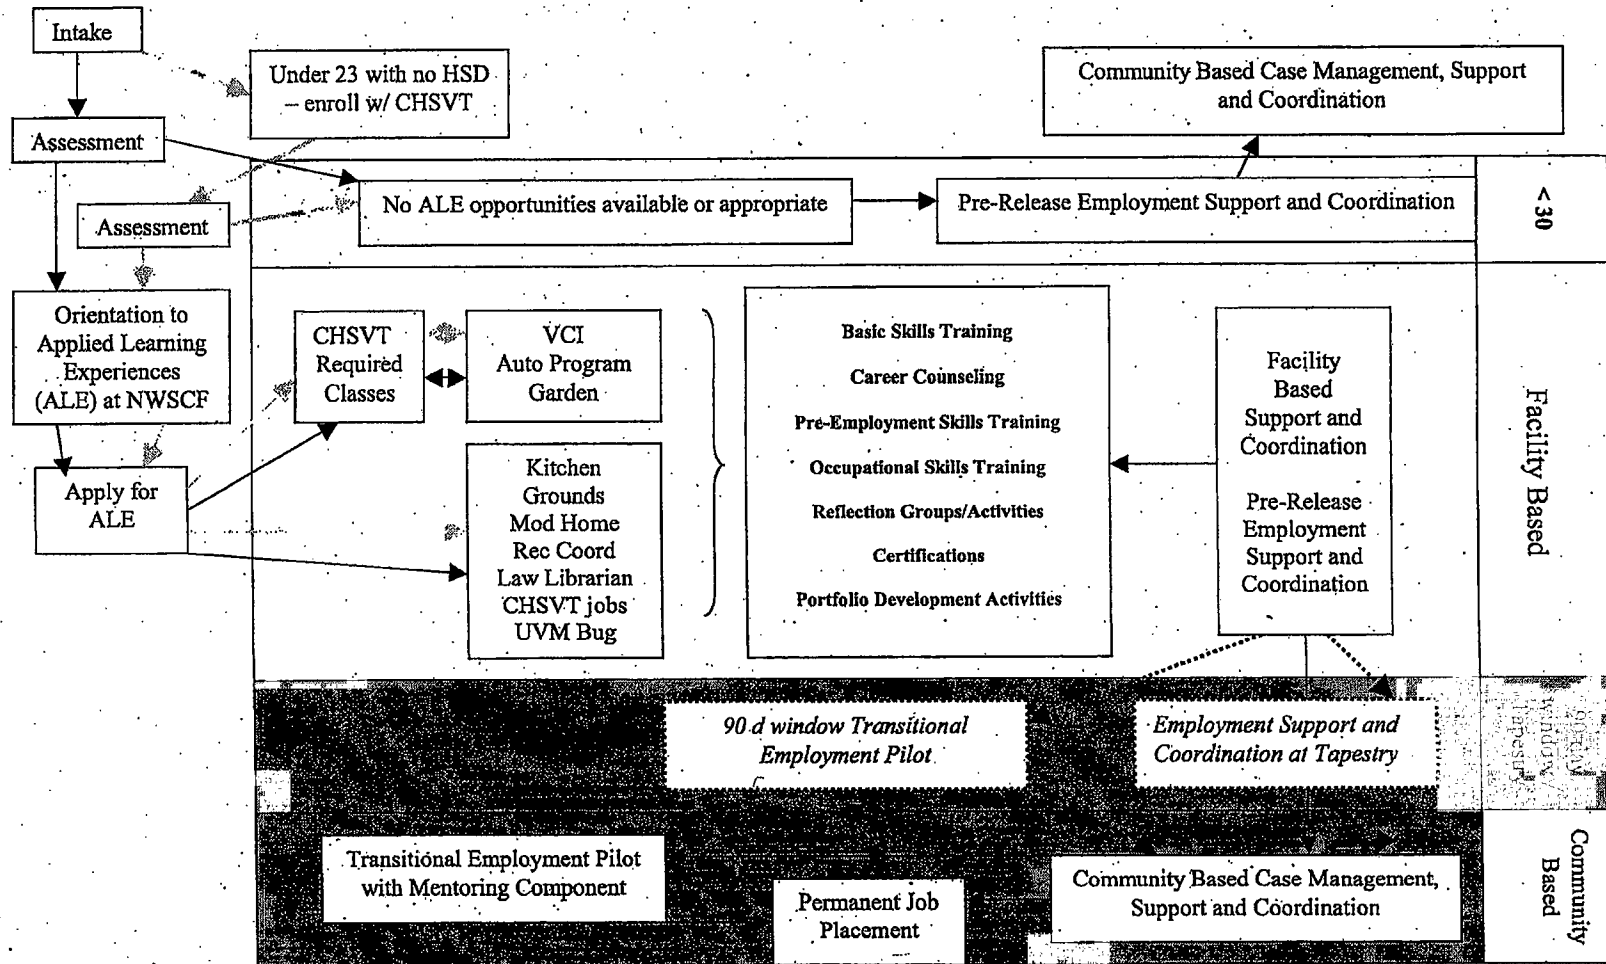 Intake
Under 23 with no HSD
– enroll w/ CHSVT
Community Based Case Management, Support
and Coordination
Assessment
Assessment
No ALE opportunities available or appropriate
Pre-Release Employment Support and Coordination
<30
Orientation to
Applied Learning
Experiences
(ALE) at NWSCF
Apply for
ALE
CHSVT
Required
Classes
VCI
Auto Program
Garden
Kitchen
Grounds
Mod Home
Rec Coord
Law Librarian
CHSVT jobs
UVM Bug
Basic Skills Training
Career Counseling
Pre-Employment Skills Training
Occupational Skills Training
Reflection Groups/Activities
Certifications
Portfolio Development Activities
Facility
Based
Support and
Coordination
Pre-Release
Employment
Support and
Coordination
Facility Based
90 d window Transitional
Employment Pilot
Employment Support and
Coordination at Tapestry
window
Transitional Employment Pilot
with Mentoring Component
Permanent Job
Placement
Community Based Case Management,
Support and Coordination
Community
Based